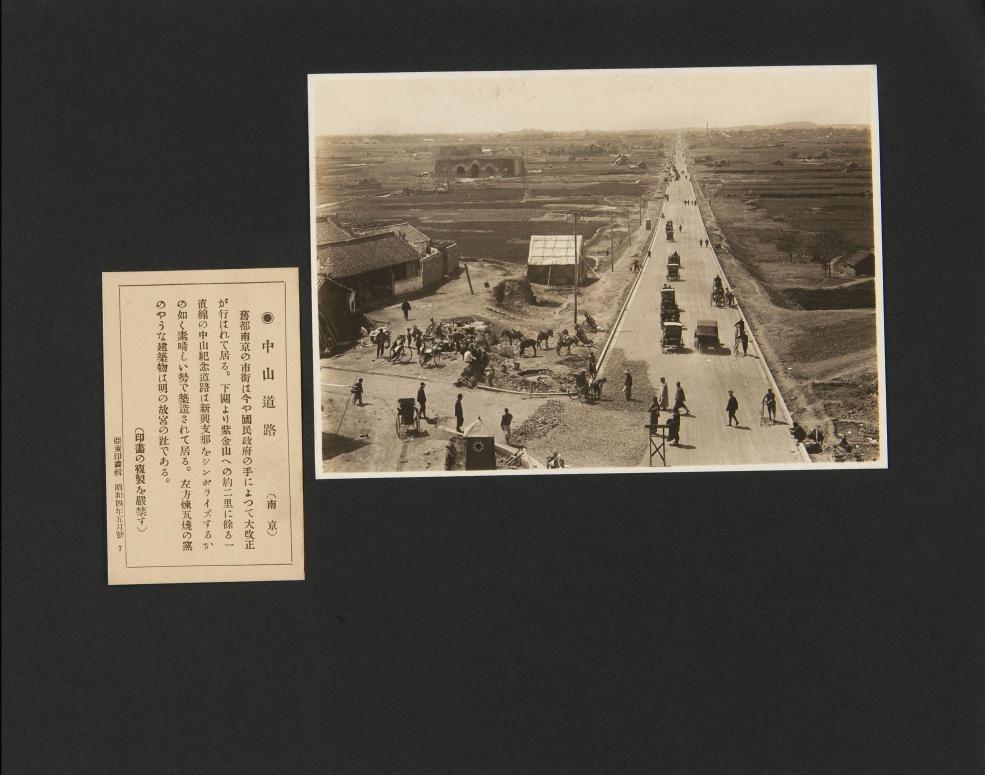 ◉ 中山道路
（南京）
舊都南京の市街は今や國民政府の手によつて大改正
が行はれて居る。下關より紫金山への約二里に餘る一
直線の中山紀念道路は新興支那をシンボライズするか
の如く素晴しい勢で築造されて居る。左方煉瓦燒の窯
のやうな建築物は明の故宮の趾である。
（印畫の複製を嚴禁す）
亞東印畫輯 昭和四年五月號 7